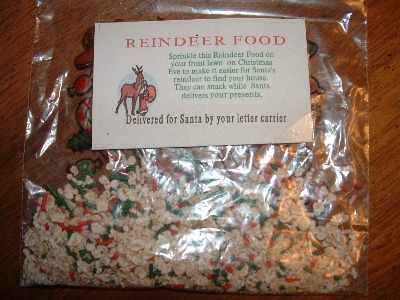 REINDEER FOOD
Sprinkle this Reindeer Food on
your front lawn on Christmas
Eve to make it easier for Santa's
reindeer to find your house.
They can snack while Santa
delivers your presents.
Delivered for Santa by your letter carrier